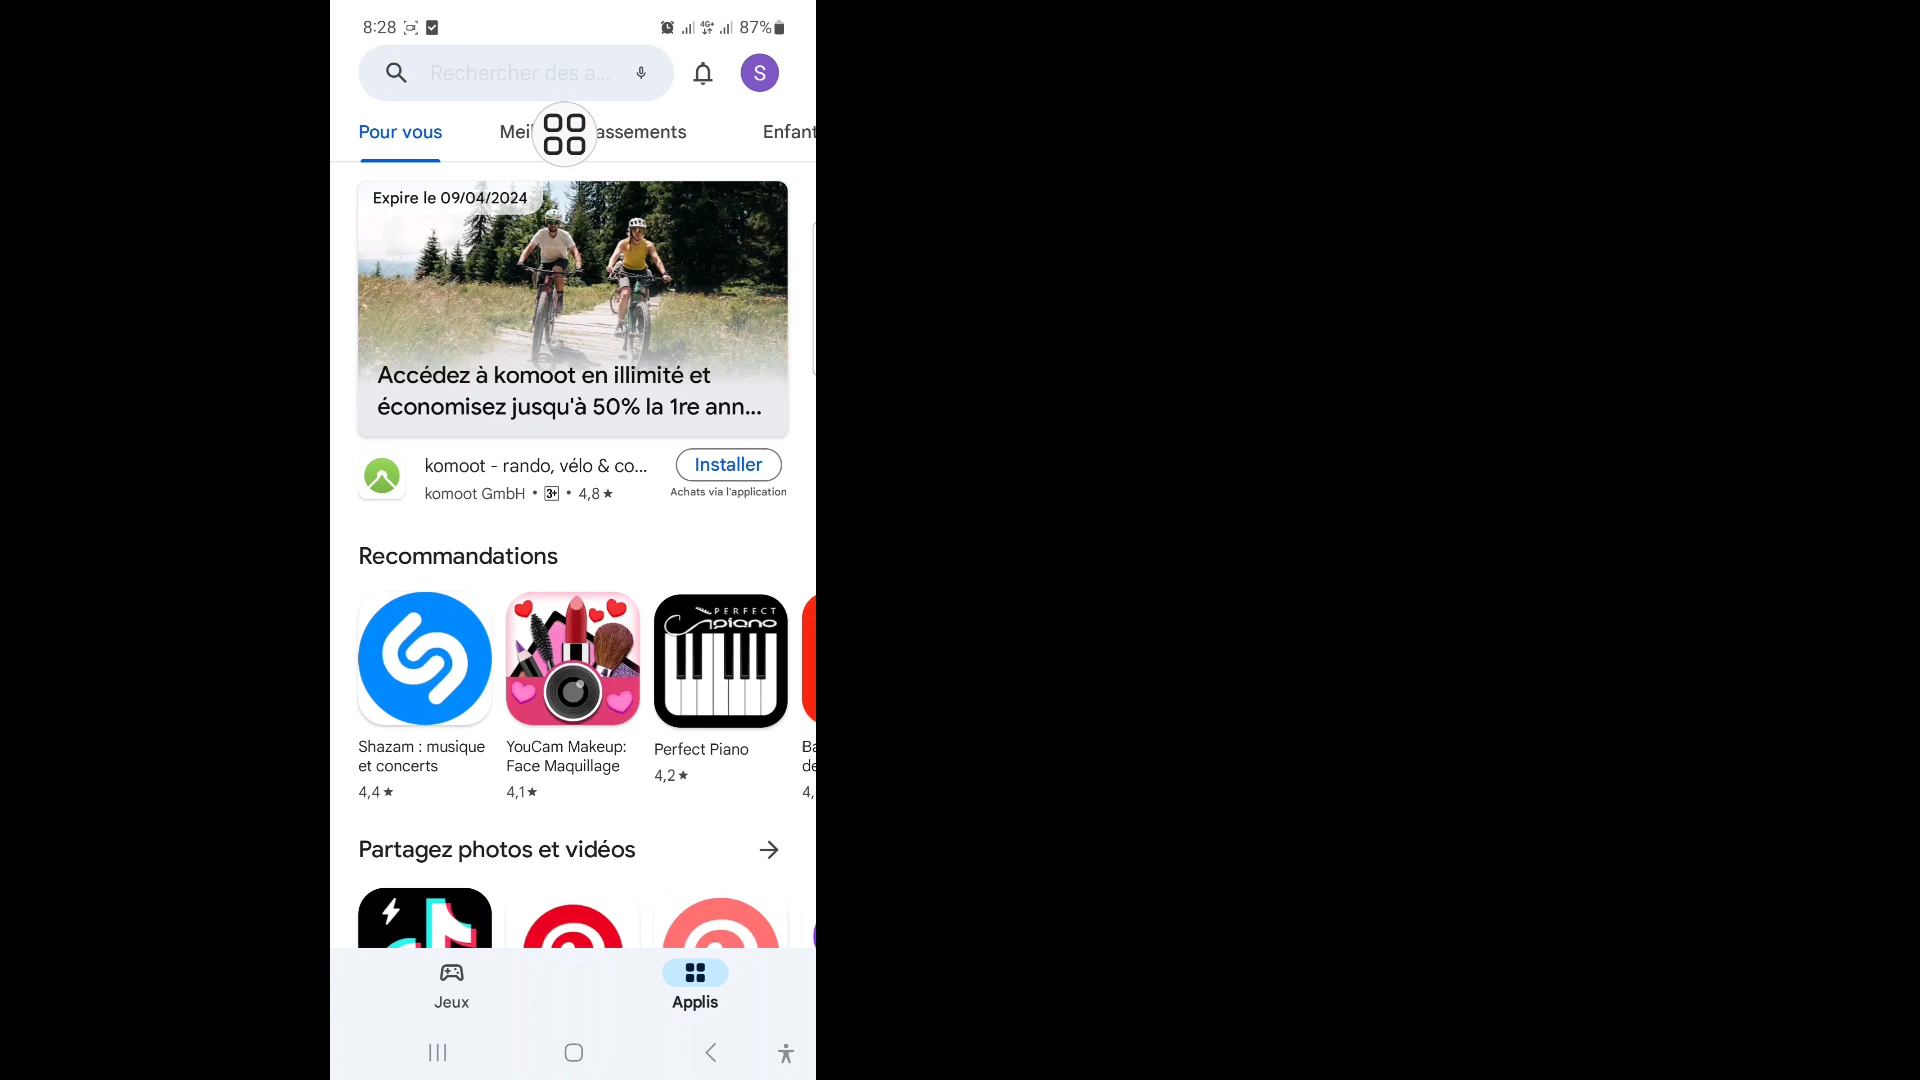 8:28 4G+ 87%
Rechercher des a... S
Pour vous
assements
Enfant
Expire le 09/04/2024
Accédez à komoot en illimité et
économisez jusqu'à 50% la 1re ann...
komoot - rando, vélo & co...
komoot GmbH • 3+ • 4,8 ★
Installer
Achats via l'application
Recommandations
PERFECT
piano
Shazam : musique
et concerts
4,4 ★
YouCam Makeup:
Face Maquillage
4,1 ★
Perfect Piano
4,2 ★
Partagez photos et vidéos
Jeux
Applis